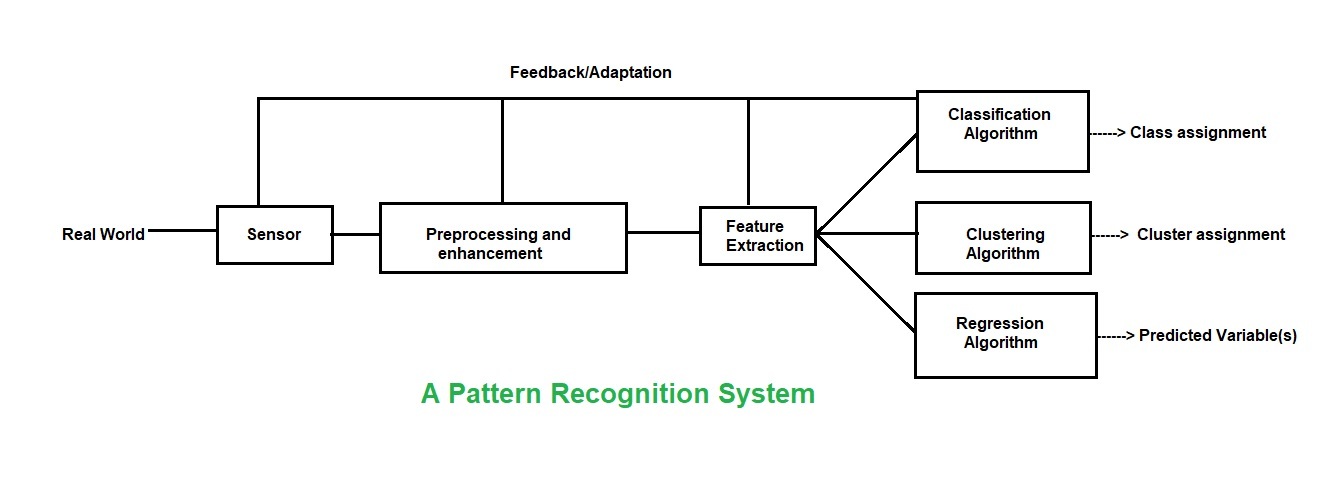 Feedback/Adaptation
Classification
Algorithm
------> Class assignment
Real World
Sensor
Preprocessing and
enhancement
Feature
Extraction
Clustering
Algorithm
------> Cluster assignment
Regression
Algorithm
------> Predicted Variable(s)
A Pattern Recognition System